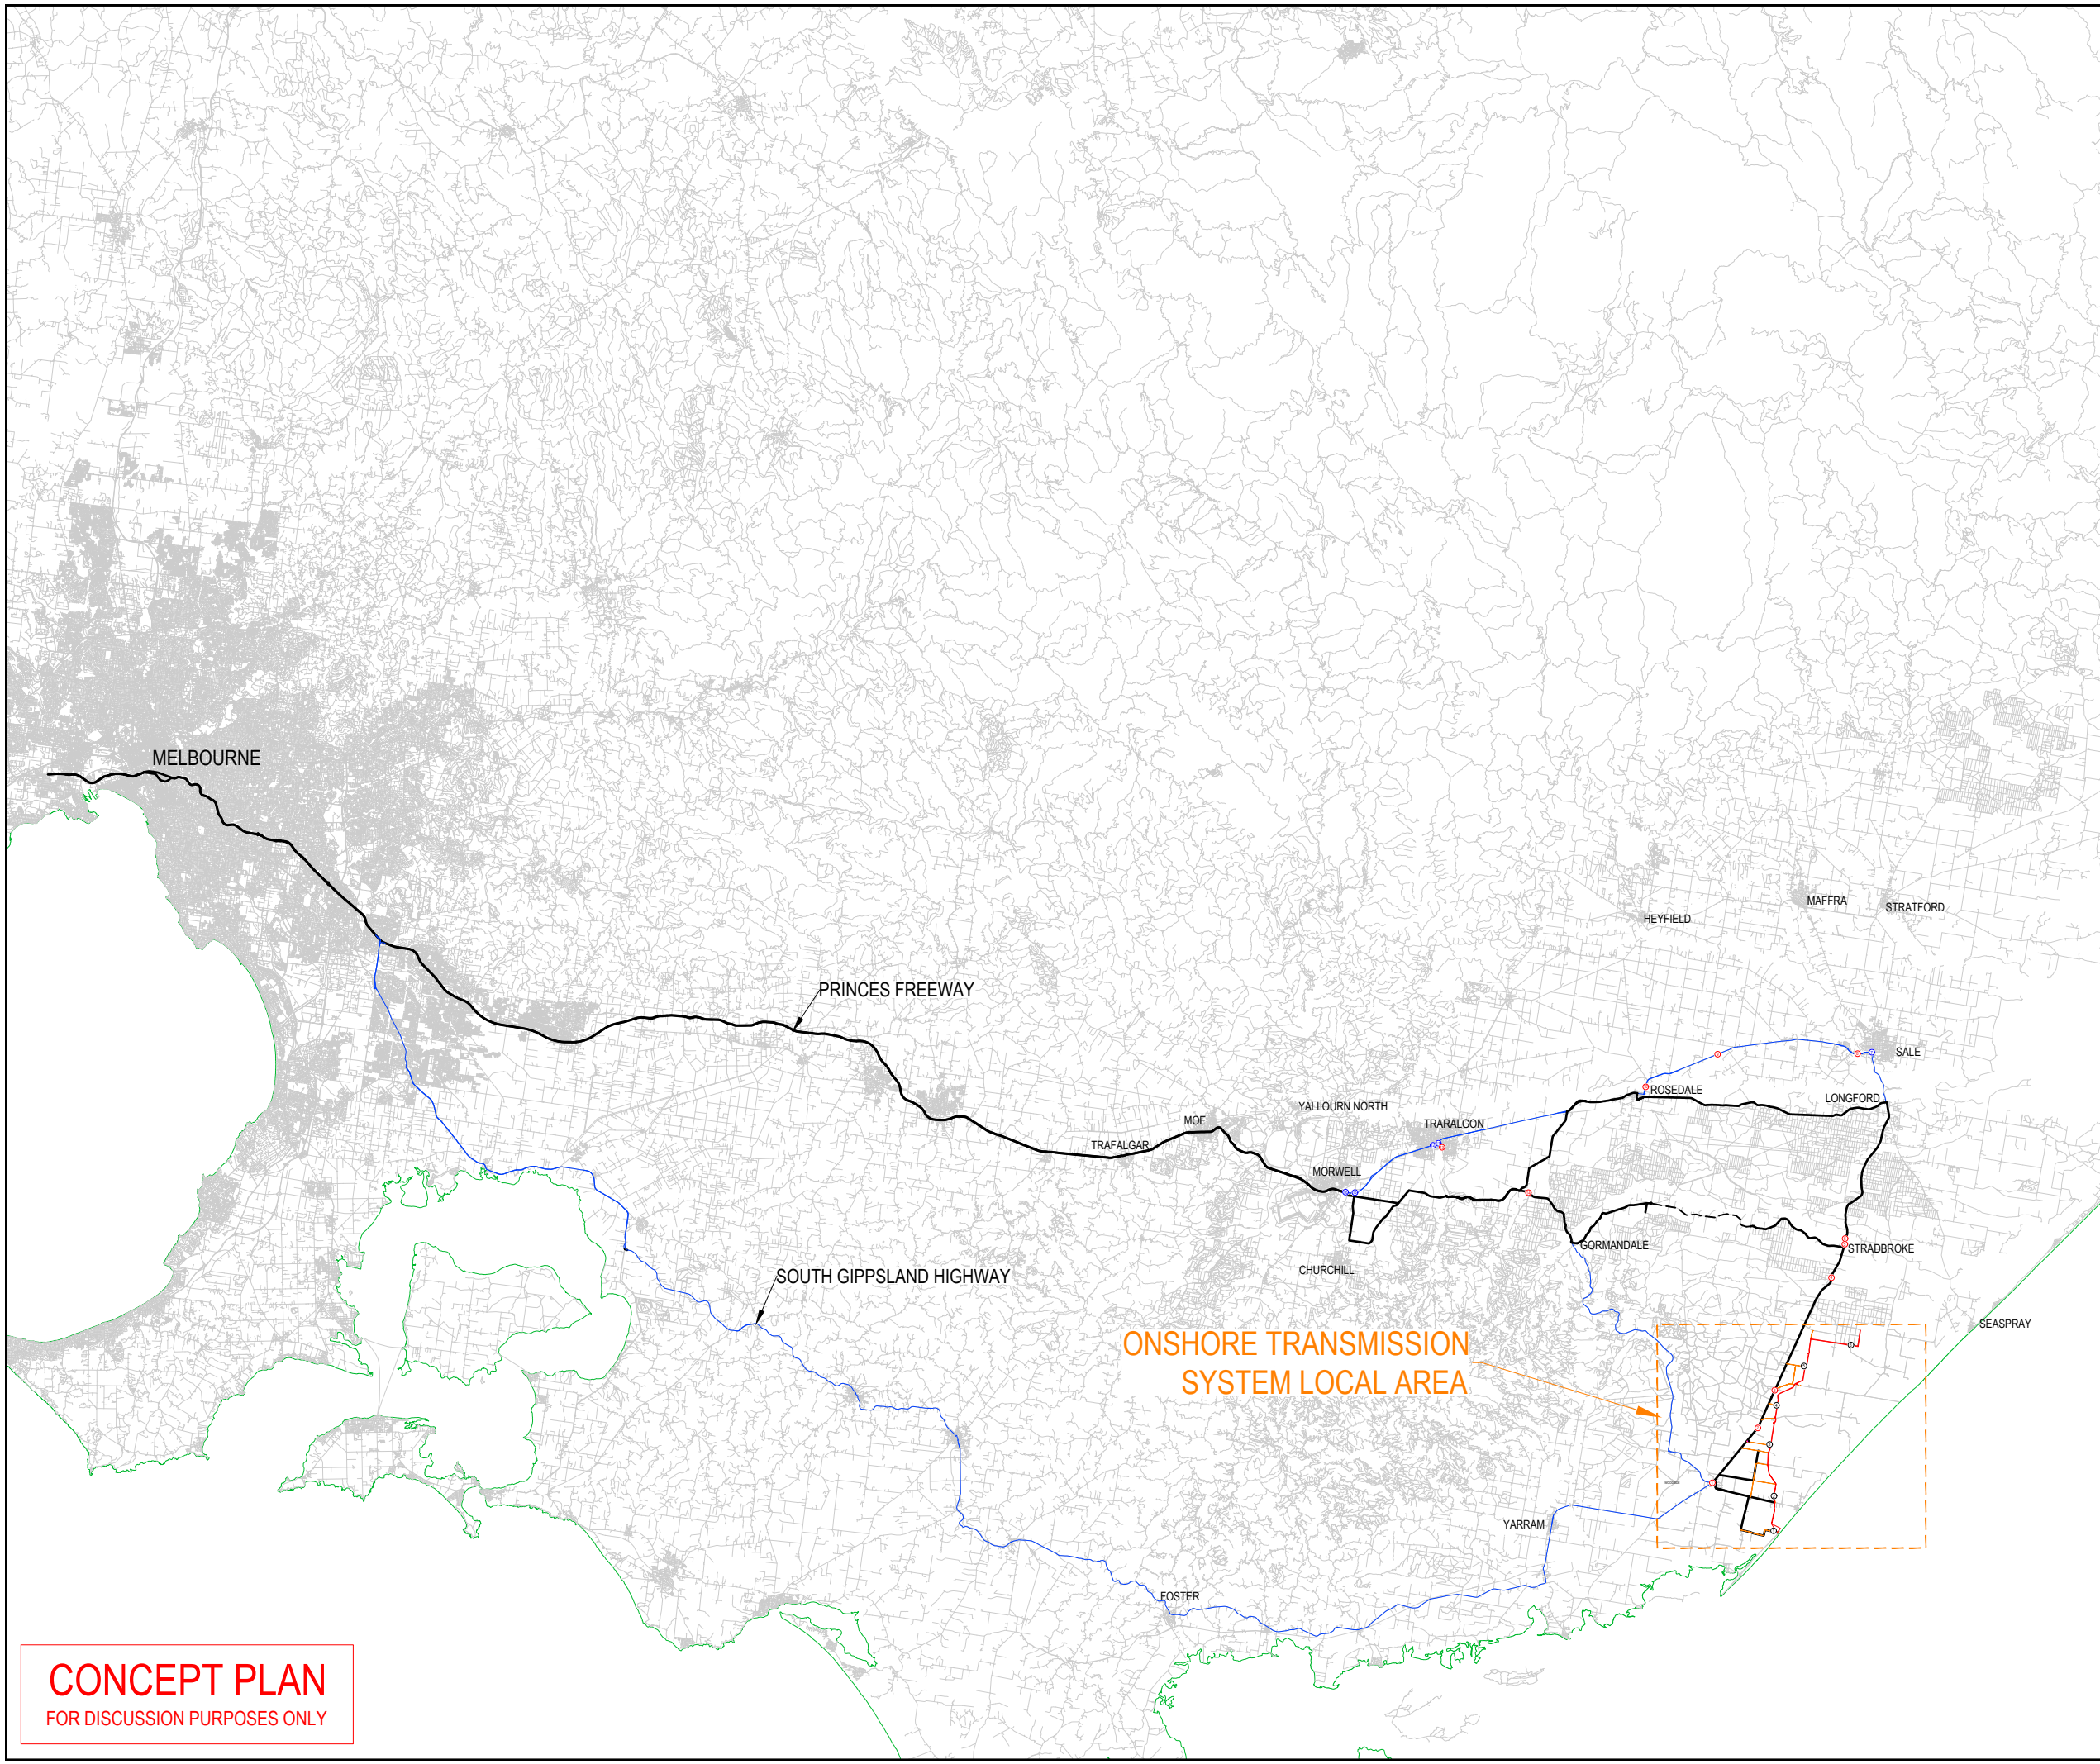 MELBOURNE
MAFFRA
STRATFORD
HEYFIELD
PRINCES FREEWAY
SALE
ROSEDALE
LONGFORD
YALLOURN NORTH
MOE
TRARALGON
TRAFALGAR
MORWELL
GORMANDALE
STRADBROKE
CHURCHILL
SOUTH GIPPSLAND HIGHWAY
SEASPRAY
ONSHORE TRANSMISSION
SYSTEM LOCAL AREA
YARRAM
FOSTER
CONCEPT PLAN
FOR DISCUSSION PURPOSES ONLY